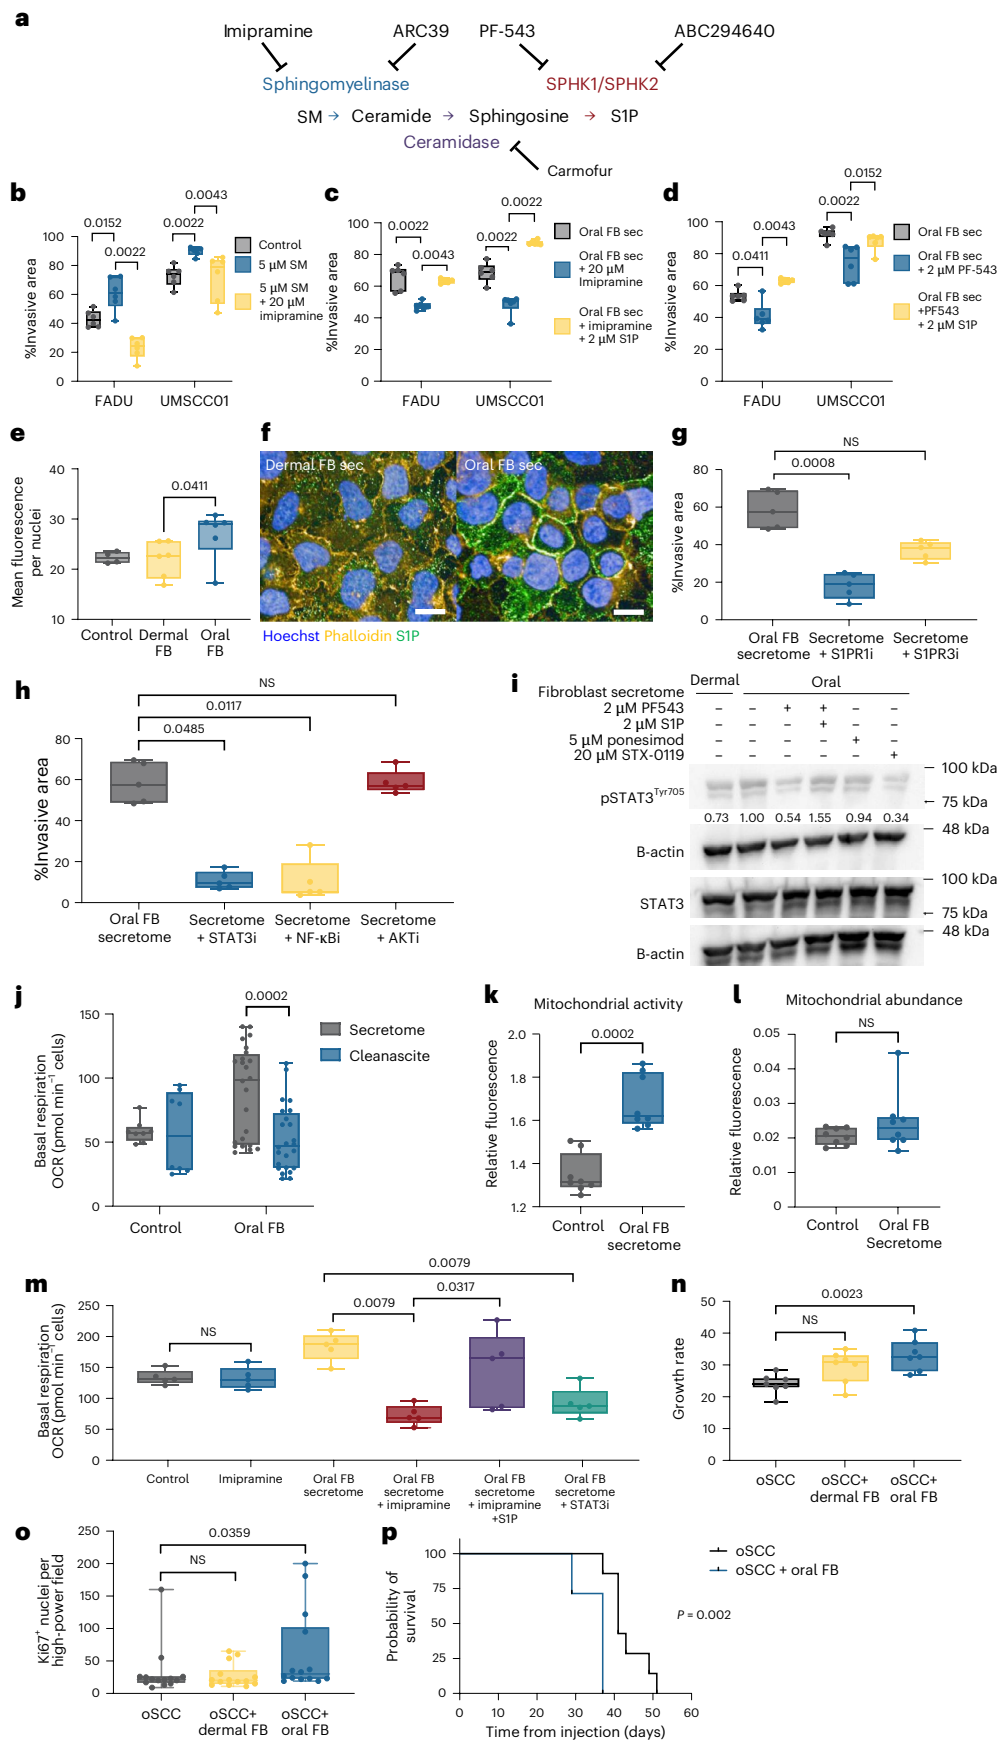 a
Imipramine ARC39 PF-543 ABC294640
Sphingomyelinase SPHK1/SPHK2
SM → Ceramide → Sphingosine → S1P
Ceramidase
Carmofur
b
0.0152
0.0022
0.0022
0.0043
%Invasive area
100
80
60
40
20
0
FADU UMSCC01
Control
5 µM SM
5 µM SM
+ 20 µM
imipramine
c
0.0022
0.0043
0.0022
0.0022
%Invasive area
100
80
60
40
20
0
FADU UMSCC01
Oral FB sec
Oral FB sec
+ 20 µM
Imipramine
Oral FB sec
+ imipramine
+ 2 µM S1P
d
0.0411
0.0043
0.0022
0.0152
%Invasive area
100
80
60
40
20
0
FADU UMSCC01
Oral FB sec
Oral FB sec
+ 2 µM PF-543
Oral FB sec
+PF543
+ 2 µM S1P
e
Mean fluorescence
per nuclei
40
30
20
10
0.0411
Control Dermal FB Oral FB
f
Dermal FB sec Oral FB sec
Hoechst Phalloidin S1P
g
NS
0.0008
%Invasive area
80
60
40
20
0
Oral FB secretome
Secretome + S1PR1i
Secretome + S1PR3i
h
NS
0.0117
0.0485
%Invasive area
80
60
40
20
0
Oral FB secretome
Secretome + STAT3i
Secretome + NF-κBi
Secretome + AKTi
i
Dermal Oral
Fibroblast secretome
2 µM PF543 – – + + – –
2 µM S1P – – – + – –
5 µM ponesimod – – – – + –
20 µM STX-0119 – – – – – +
pSTAT3Tyr705
100 kDa
75 kDa
0.73 1.00 0.54 1.55 0.94 0.34
B-actin
48 kDa
STAT3
100 kDa
75 kDa
B-actin
48 kDa
j
0.0002
Basal respiration
OCR (pmol min−1 cells)
150
100
50
0
Control Oral FB
Secretome
Cleanascite
k
Mitochondrial activity
0.0002
Relative fluorescence
2.0
1.8
1.6
1.4
1.2
Control
Oral FB secretome
l
Mitochondrial abundance
NS
Relative fluorescence
0.05
0.04
0.03
0.02
0.01
0
Control
Oral FB Secretome
m
0.0079
0.0317
0.0079
NS
Basal respiration
OCR (pmol min−1 cells)
250
200
150
100
50
0
Control
Imipramine
Oral FB secretome
Oral FB secretome + imipramine
Oral FB secretome + imipramine +S1P
Oral FB secretome + STAT3i
n
0.0023
NS
Growth rate
50
40
30
20
10
0
oSCC
oSCC+ dermal FB
oSCC+ oral FB
o
0.0359
NS
Ki67+ nuclei per
high-power field
250
200
150
100
50
0
oSCC
oSCC+ dermal FB
oSCC+ oral FB
p
Probability of
survival
100
75
50
25
0
0 10 20 30 40 50 60
Time from injection (days)
oSCC
oSCC + oral FB
P = 0.002